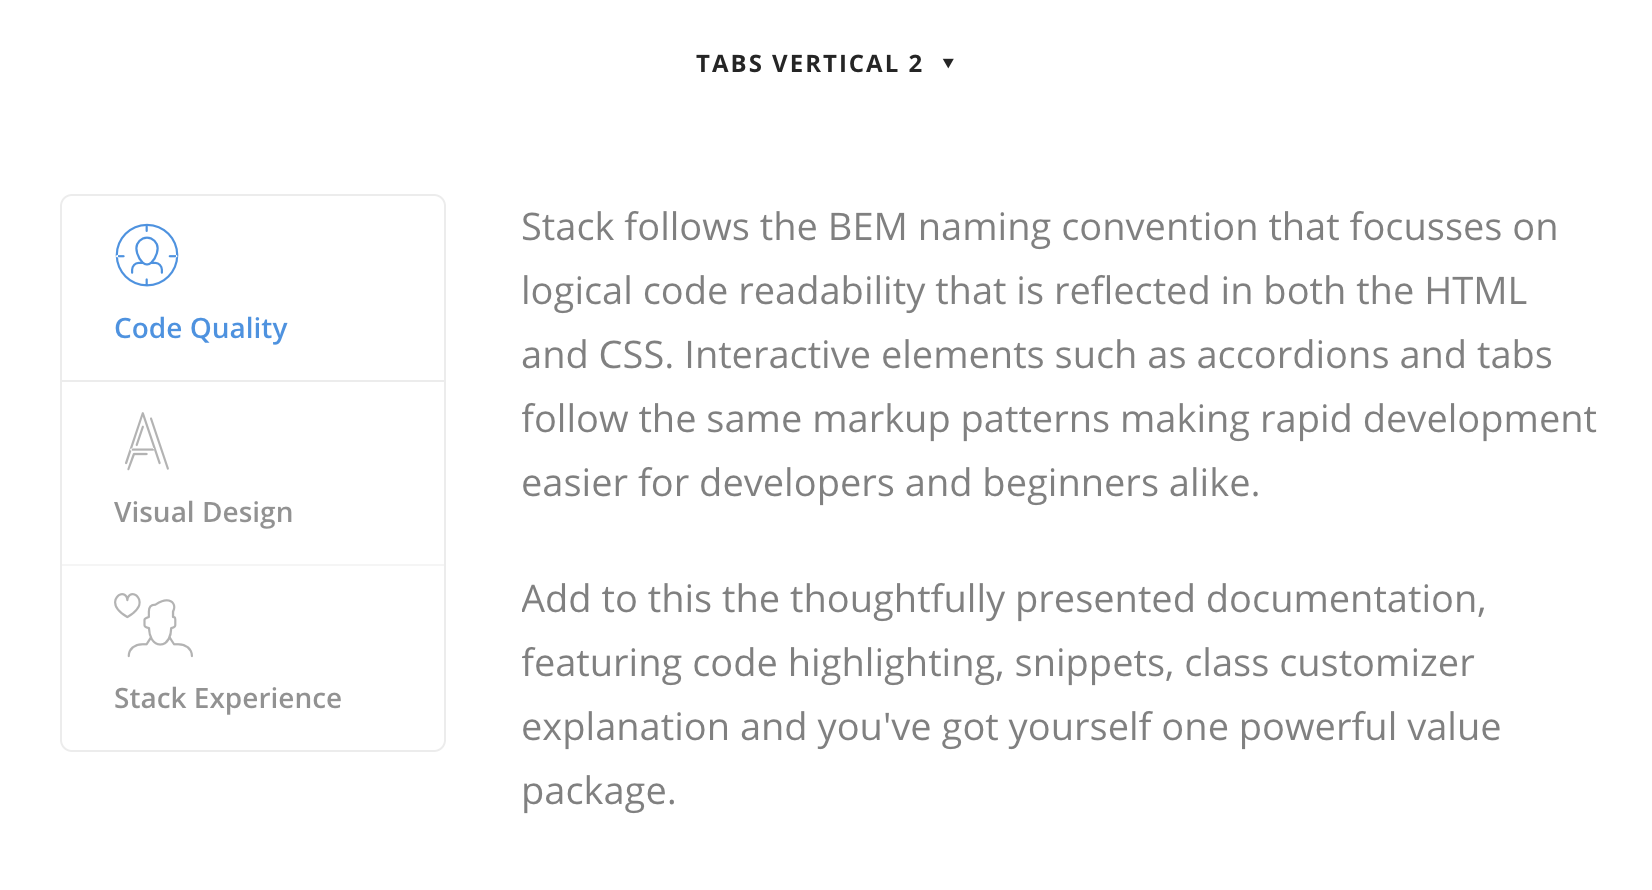 TABS VERTICAL 2
Code Quality
Visual Design
Stack Experience
Stack follows the BEM naming convention that focusses on
logical code readability that is reflected in both the HTML
and CSS. Interactive elements such as accordions and tabs
follow the same markup patterns making rapid development
easier for developers and beginners alike.
Add to this the thoughtfully presented documentation,
featuring code highlighting, snippets, class customizer
explanation and you've got yourself one powerful value
package.